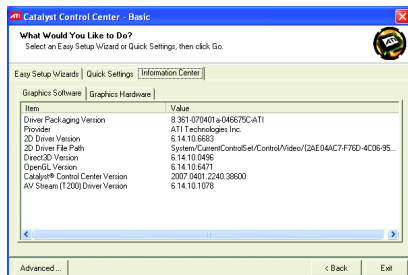 ATI Catalyst Control Center - Basic
What Would You Like to Do?
Select an Easy Setup Wizard or Quick Settings, then click Go.
ATI
Easy Setup Wizards Quick Settings Information Center
Graphics Software Graphics Hardware
Item Value
Driver Packaging Version 8.361-070401a-046675C-ATI
Provider ATI Technologies Inc.
2D Driver Version 6.14.10.6683
2D Driver File Path System/CurrentControlSet/Control/Video/{2AE04AC7-F76D-4C06-95...
Direct3D Version 6.14.10.0496
OpenGL Version 6.14.10.6471
Catalyst® Control Center Version 2007.0401.2240.38600
AV Stream (T200) Driver Version 6.14.10.1078
Advanced... < Back Exit